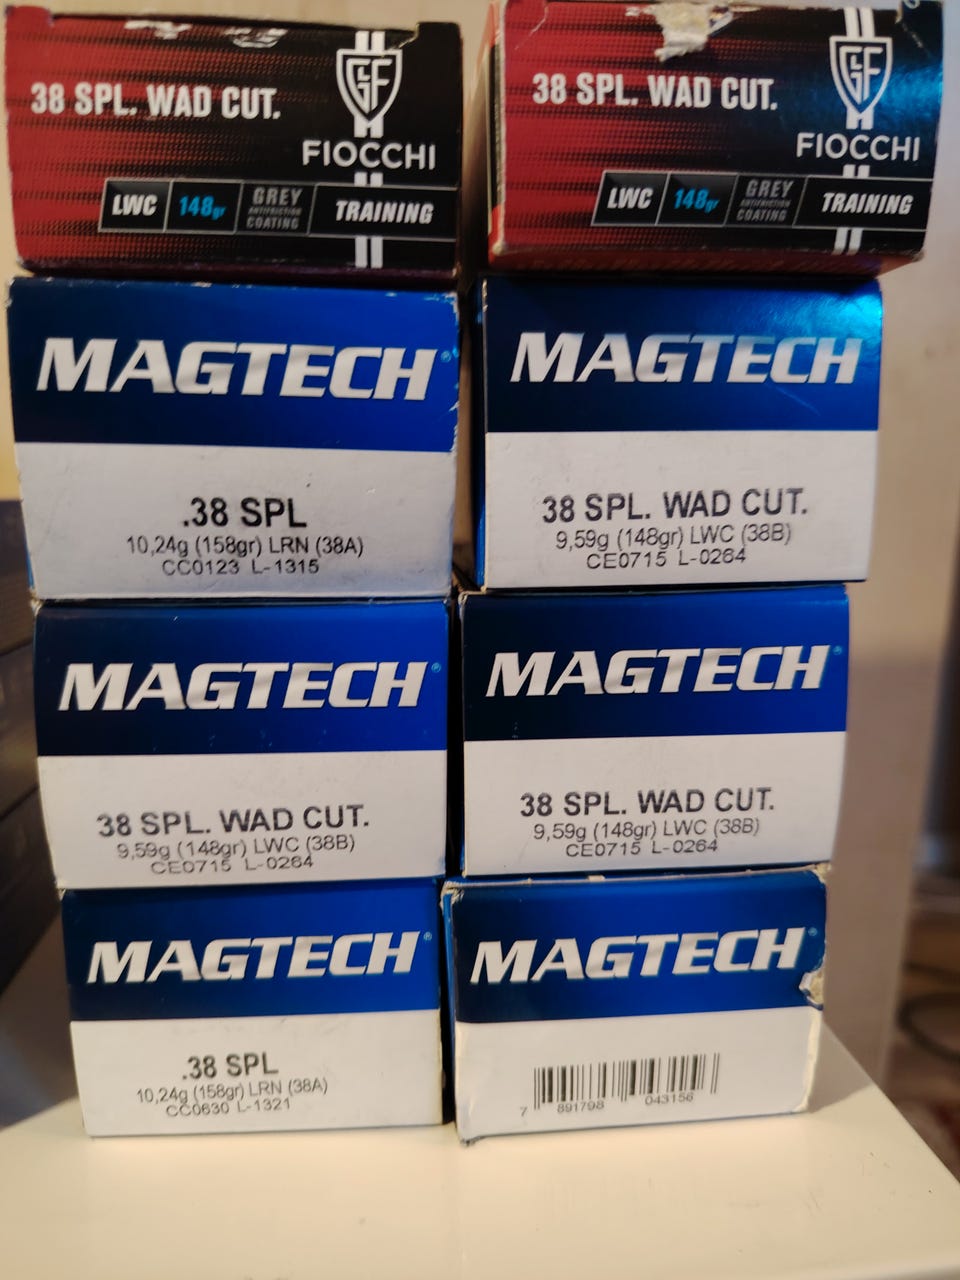 38 SPL. WAD CUT.
GLF
FIOCCHI
LWC 148gr GREY ANTIFRICTION COATING TRAINING
38 SPL. WAD CUT.
GLF
FIOCCHI
LWC 148gr GREY ANTIFRICTION COATING TRAINING
MAGTECH®
.38 SPL
10,24g (158gr) LRN (38A)
CC0123 L-1315
MAGTECH
38 SPL. WAD CUT.
9,59g (148gr) LWC (38B)
CE0715 L-0264
MAGTECH®
38 SPL. WAD CUT.
9,59g (148gr) LWC (38B)
CE0715 L-0264
MAGTECH®
38 SPL. WAD CUT.
9,59g (148gr) LWC (38B)
CE0715 L-0264
MAGTECH®
.38 SPL
10,24g (158gr) LRN (38A)
CC0630 L-1321
MAGTECH®
7 891798 043156